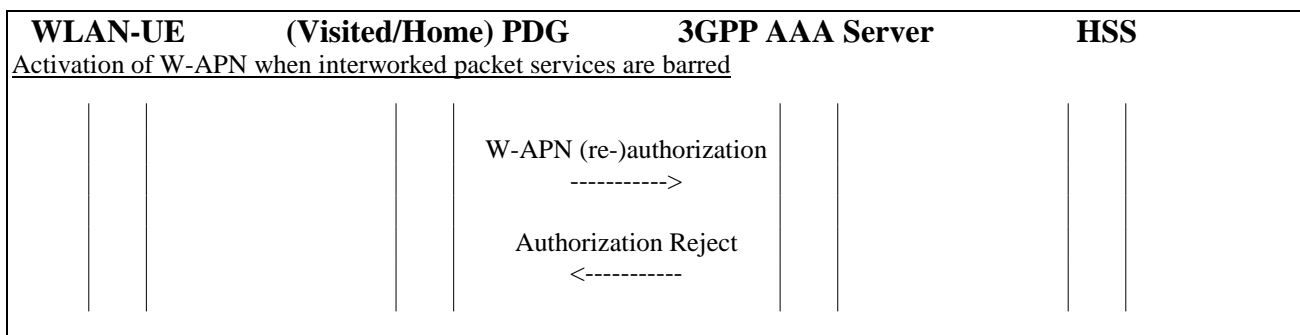 WLAN-UE (Visited/Home) PDG 3GPP AAA Server HSS
Activation of W-APN when interworked packet services are barred
W-APN (re-)authorization
----------->
Authorization Reject
<-----------